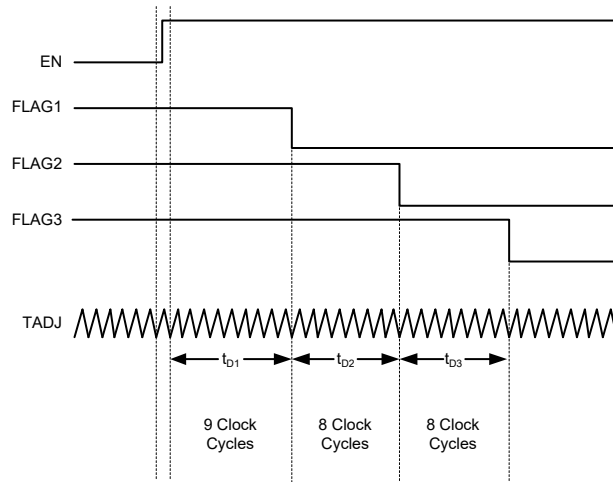 EN
FLAG1
FLAG2
FLAG3
TADJ
tD1
tD2
tD3
9 Clock
Cycles
8 Clock
Cycles
8 Clock
Cycles